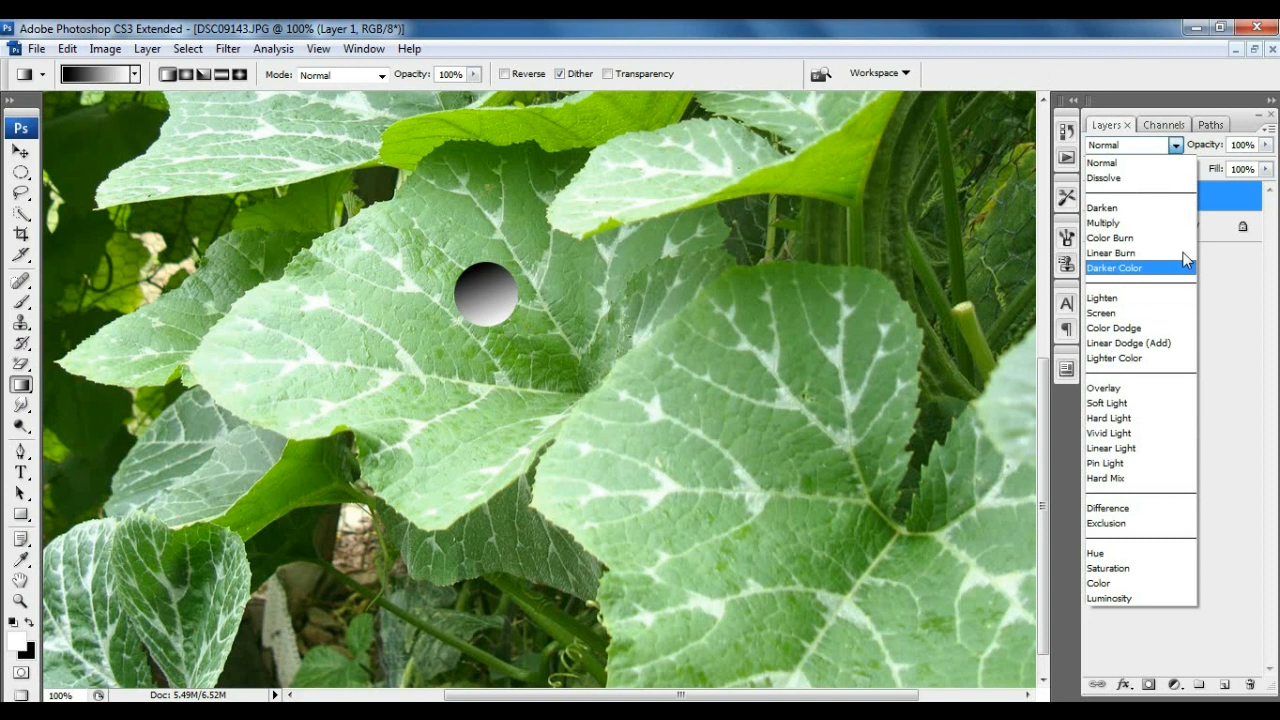 Ps Adobe Photoshop CS3 Extended - [DSC09143.JPG @ 100% (Layer 1, RGB/8*)]
Ps File Edit Image Layer Select Filter Analysis View Window Help
Mode: Normal Opacity: 100% Reverse Dither Transparency Workspace
Ps
Layers x Channels Paths
Normal Opacity: 100%
Fill: 100%
Normal
Dissolve
Darken
Multiply
Color Burn
Linear Burn
Darker Color
Lighten
Screen
Color Dodge
Linear Dodge (Add)
Lighter Color
Overlay
Soft Light
Hard Light
Vivid Light
Linear Light
Pin Light
Hard Mix
Difference
Exclusion
Hue
Saturation
Color
Luminosity
T
A
fx
100% Doc: 5.49M/6.52M